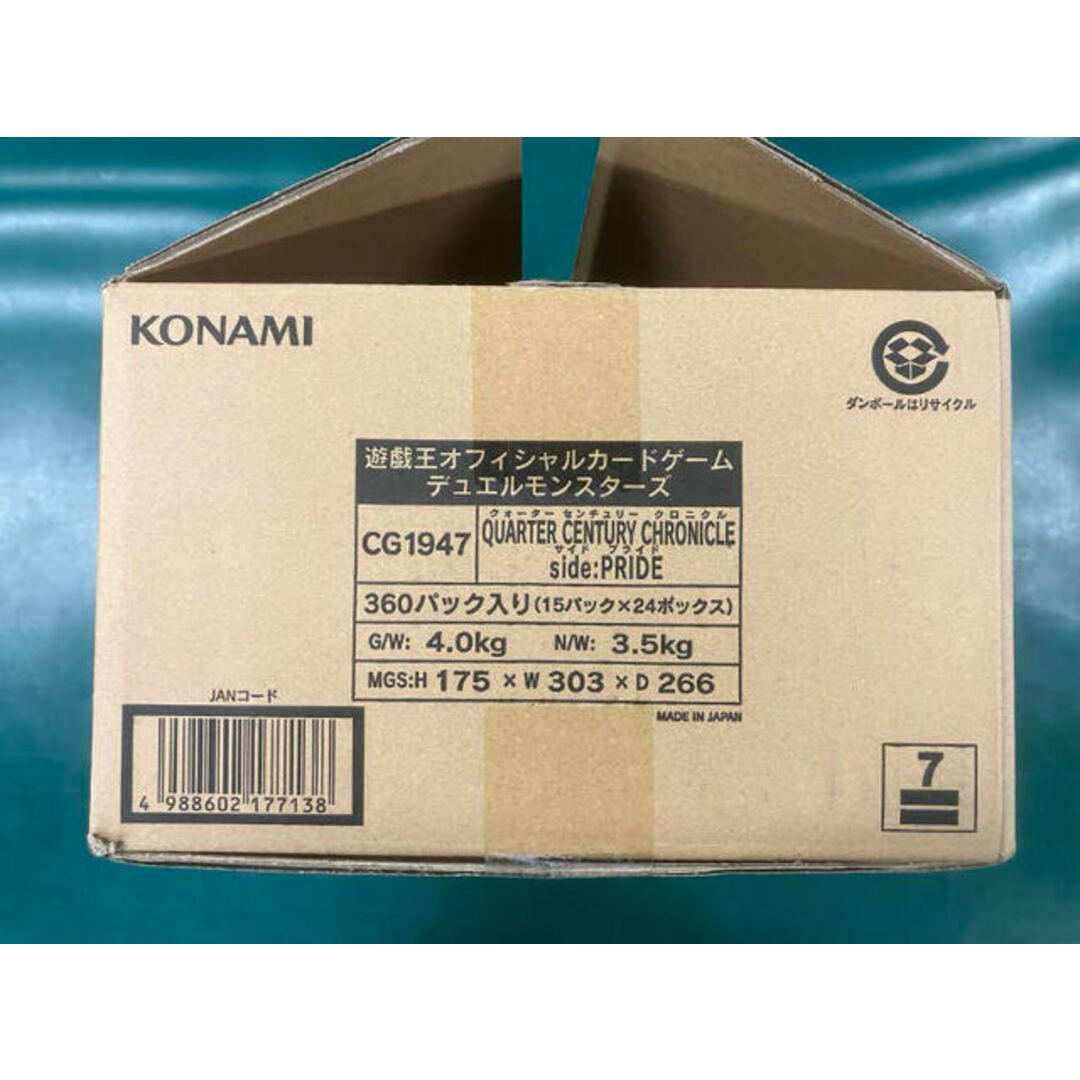 KONAMI
ダンボールはリサイクル
遊戯王オフィシャルカードゲーム
デュエルモンスターズ
CG1947
クォーター センチュリー クロニクル
QUARTER CENTURY CHRONICLE
サイド プライド
side:PRIDE
360パック入り(15パック×24ボックス)
G/W: 4.0kg N/W: 3.5kg
MGS:H 175 × W 303 × D 266
MADE IN JAPAN
JANコード
4 988602 177138
7